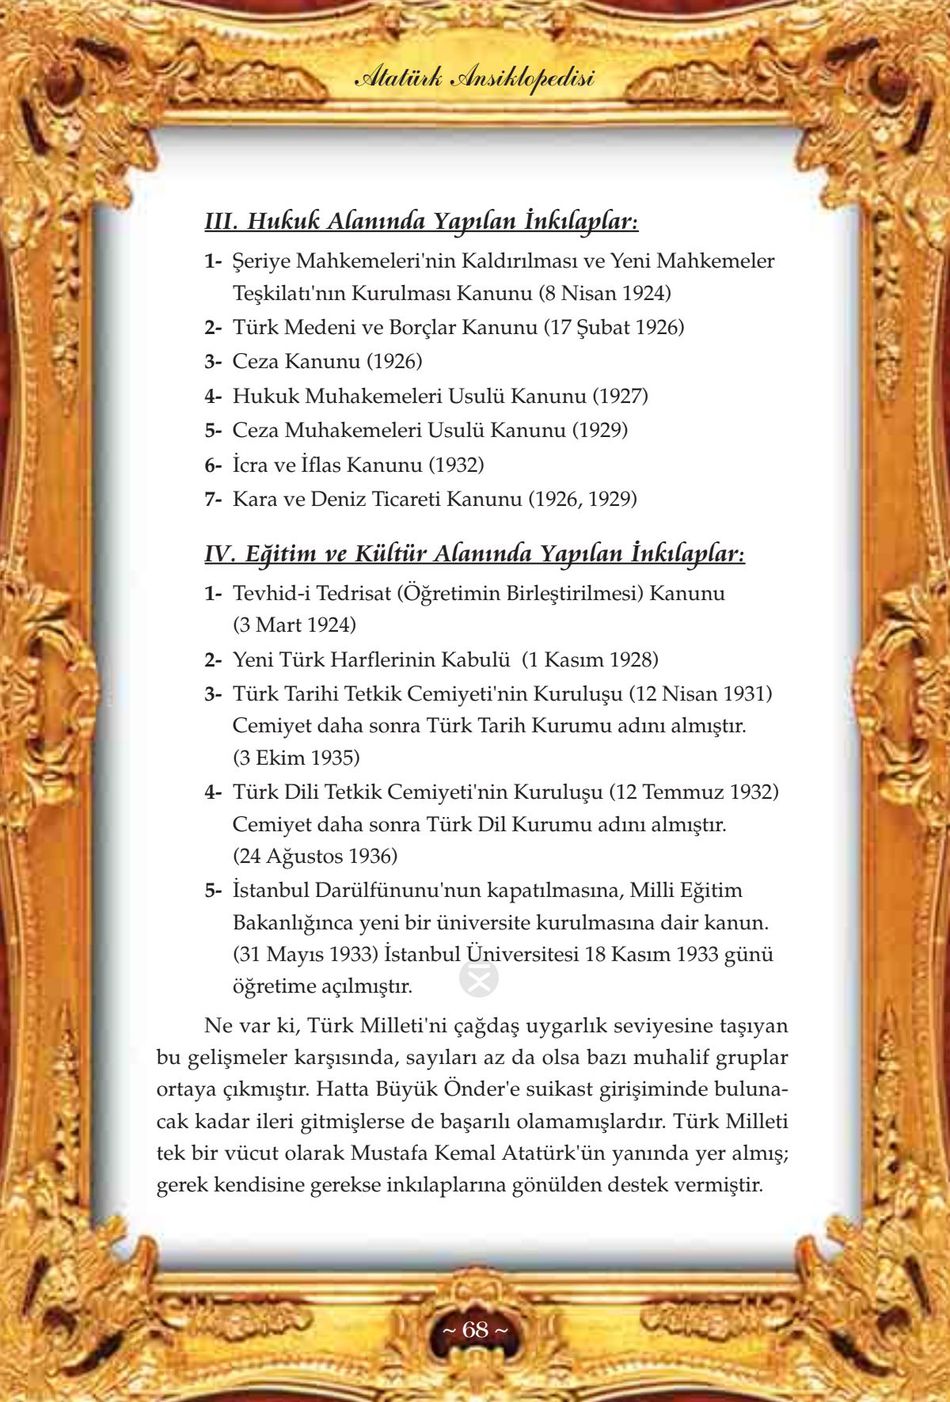 Atatürk Ansiklopedisi
III. Hukuk Alanında Yapılan İnkılaplar:
1- Şeriye Mahkemeleri'nin Kaldırılması ve Yeni Mahkemeler
Teşkilatı'nın Kurulması Kanunu (8 Nisan 1924)
2- Türk Medeni ve Borçlar Kanunu (17 Şubat 1926)
3- Ceza Kanunu (1926)
4- Hukuk Muhakemeleri Usulü Kanunu (1927)
5- Ceza Muhakemeleri Usulü Kanunu (1929)
6- İcra ve İflas Kanunu (1932)
7- Kara ve Deniz Ticareti Kanunu (1926, 1929)
IV. Eğitim ve Kültür Alanında Yapılan İnkılaplar:
1- Tevhid-i Tedrisat (Öğretimin Birleştirilmesi) Kanunu
(3 Mart 1924)
2- Yeni Türk Harflerinin Kabulü (1 Kasım 1928)
3- Türk Tarihi Tetkik Cemiyeti'nin Kuruluşu (12 Nisan 1931)
Cemiyet daha sonra Türk Tarih Kurumu adını almıştır.
(3 Ekim 1935)
4- Türk Dili Tetkik Cemiyeti'nin Kuruluşu (12 Temmuz 1932)
Cemiyet daha sonra Türk Dil Kurumu adını almıştır.
(24 Ağustos 1936)
5- İstanbul Darülfünunu'nun kapatılmasına, Milli Eğitim
Bakanlığınca yeni bir üniversite kurulmasına dair kanun.
(31 Mayıs 1933) İstanbul Üniversitesi 18 Kasım 1933 günü
öğretime açılmıştır.
Ne var ki, Türk Milleti'ni çağdaş uygarlık seviyesine taşıyan
bu gelişmeler karşısında, sayıları az da olsa bazı muhalif gruplar
ortaya çıkmıştır. Hatta Büyük Önder'e suikast girişiminde buluna-
cak kadar ileri gitmişlerse de başarılı olamamışlardır. Türk Milleti
tek bir vücut olarak Mustafa Kemal Atatürk'ün yanında yer almış;
gerek kendisine gerekse inkılaplarına gönülden destek vermiştir.
~ 68 ~